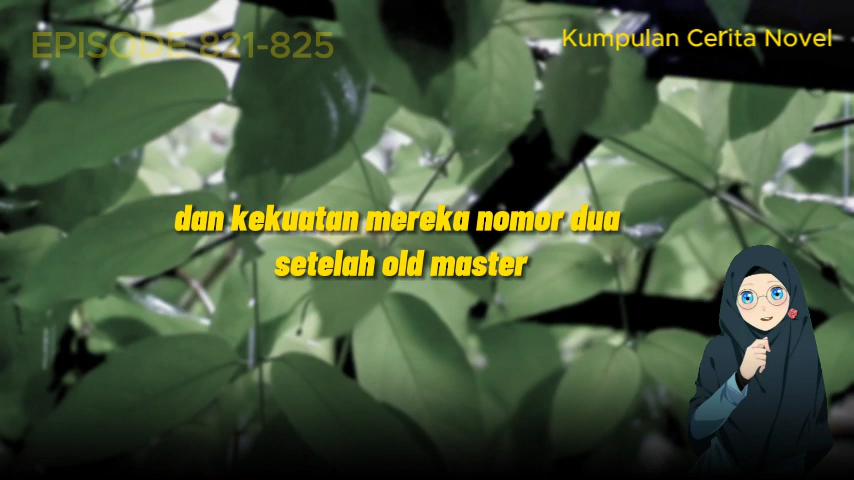 EPISODE 821-825
Kumpulan Cerita Novel
dan kekuatan mereka nomor dua
setelah old master